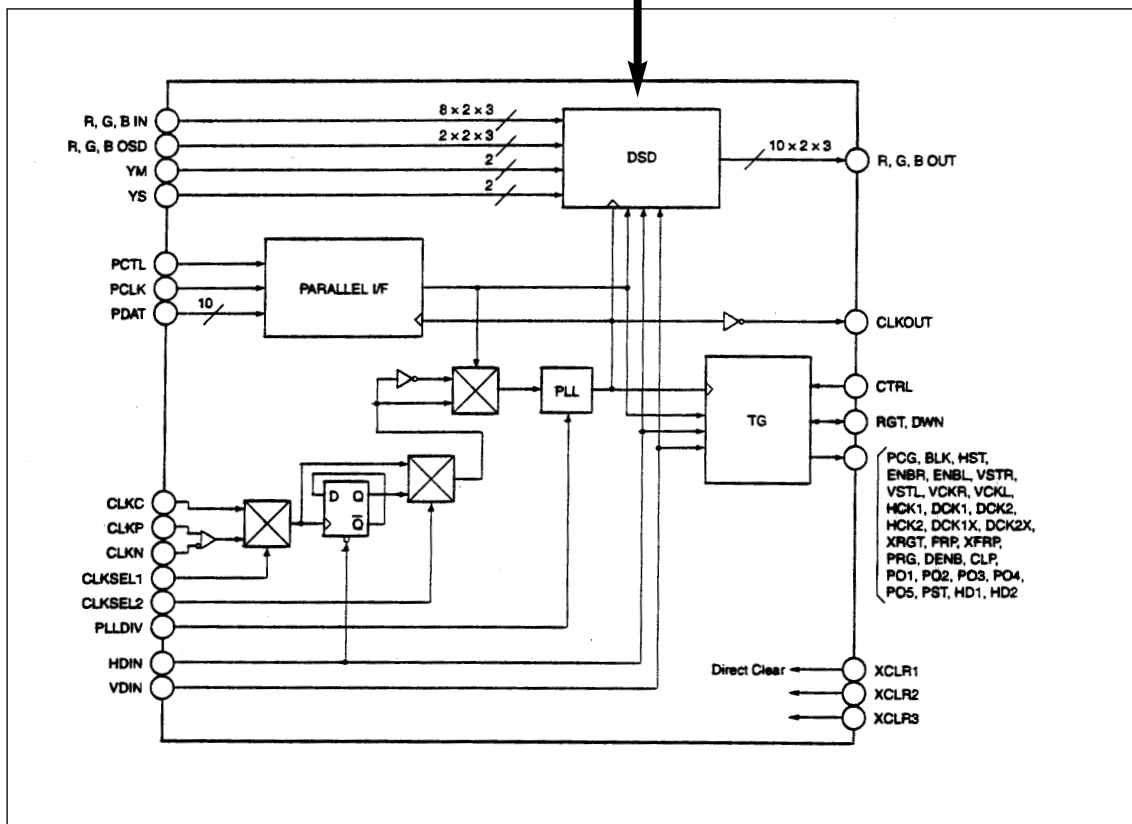 R, G, B IN
8 × 2 × 3
R, G, B OSD
2 × 2 × 3
YM
2
YS
2
DSD
10 × 2 × 3
R, G, B OUT
PCTL
PCLK
PDAT
10
PARALLEL I/F
CLKOUT
PLL
TG
CTRL
RGT, DWN
PCG, BLK, HST,
ENBR, ENBL, VSTR,
VSTL, VCKR, VCKL,
HCK1, DCK1, DCK2,
HCK2, DCK1X, DCK2X,
XRGT, FRP, XFRP,
PRG, DENB, CLP,
PO1, PO2, PO3, PO4,
PO5, PST, HD1, HD2
D Q
Q̅
CLKC
CLKP
CLKN
CLKSEL1
CLKSEL2
PLLDIV
HDIN
VDIN
Direct Clear
XCLR1
XCLR2
XCLR3